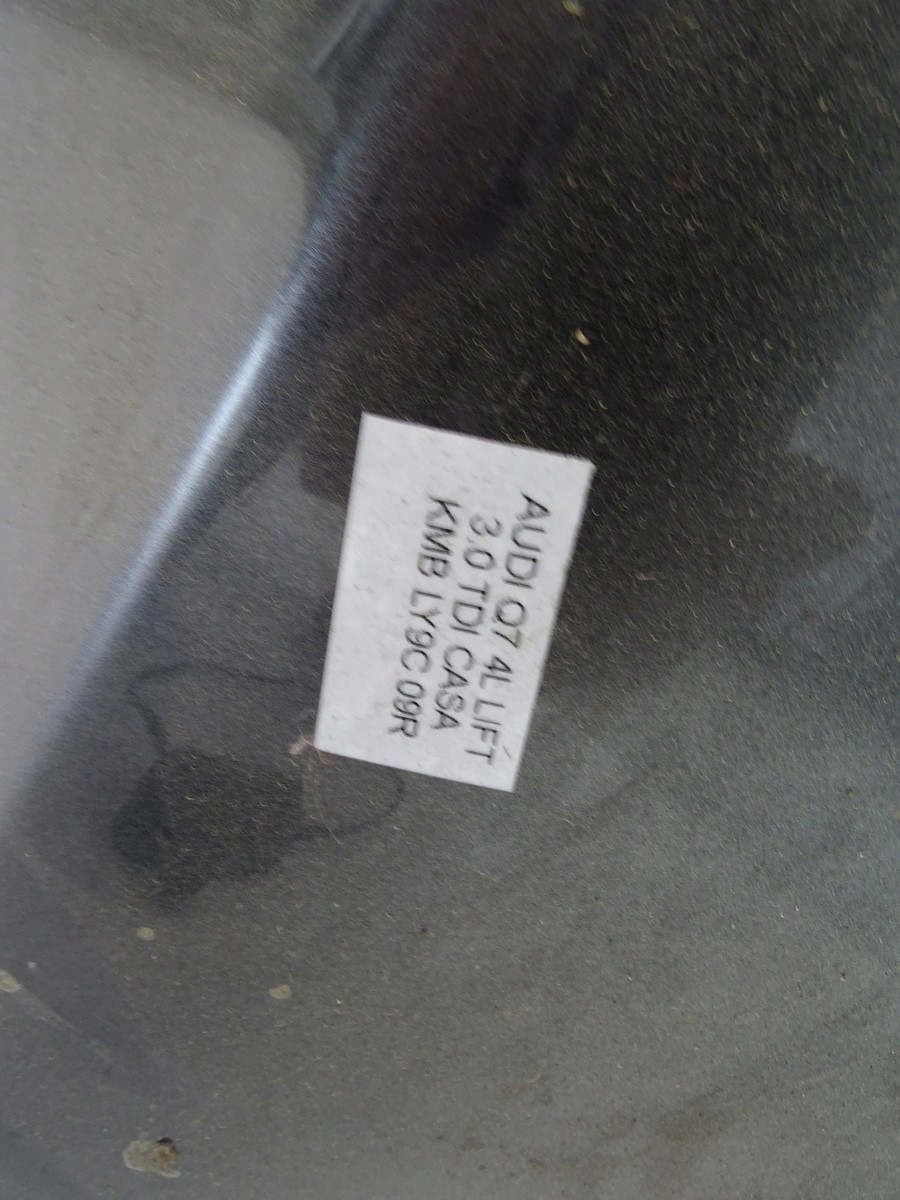 AUDI Q7 4L LIFT
3.0 TDI CASA
KMB LY9C 09R